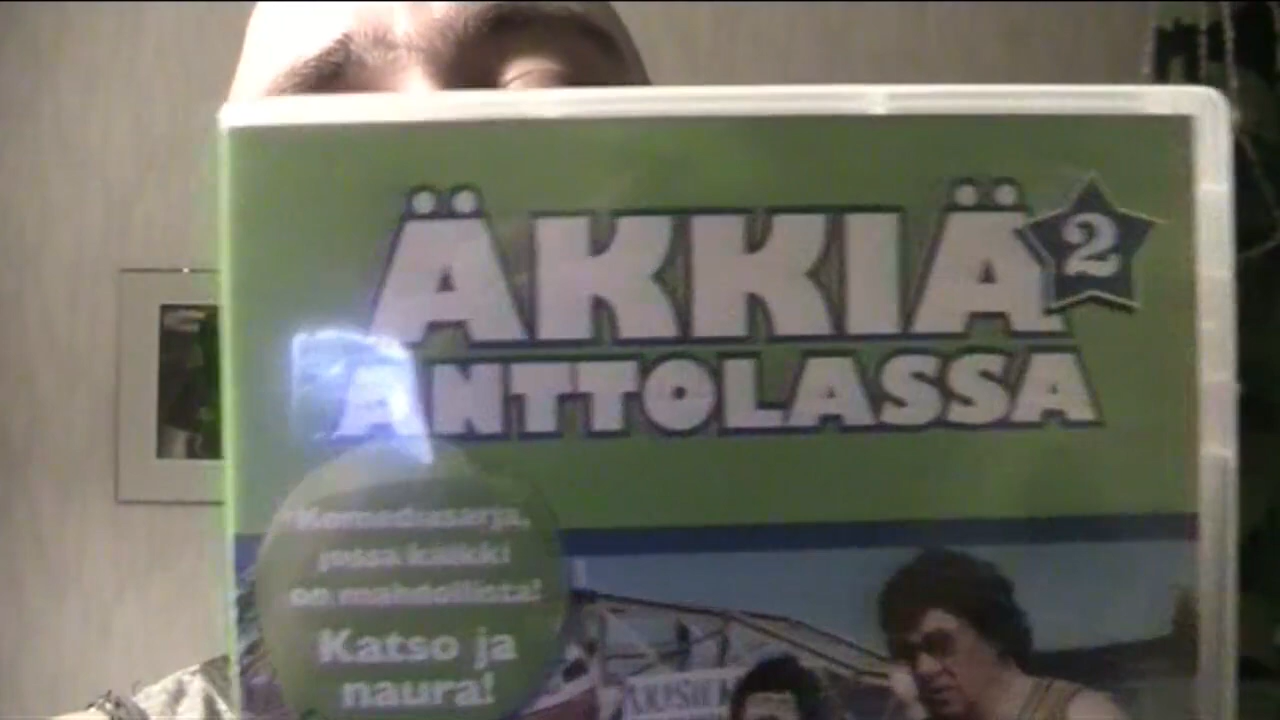 ÄKKIÄ 2
ANTTOLASSA
Komediasarja,
jossa kaikki
on mahdollista!
Katso ja
naura!